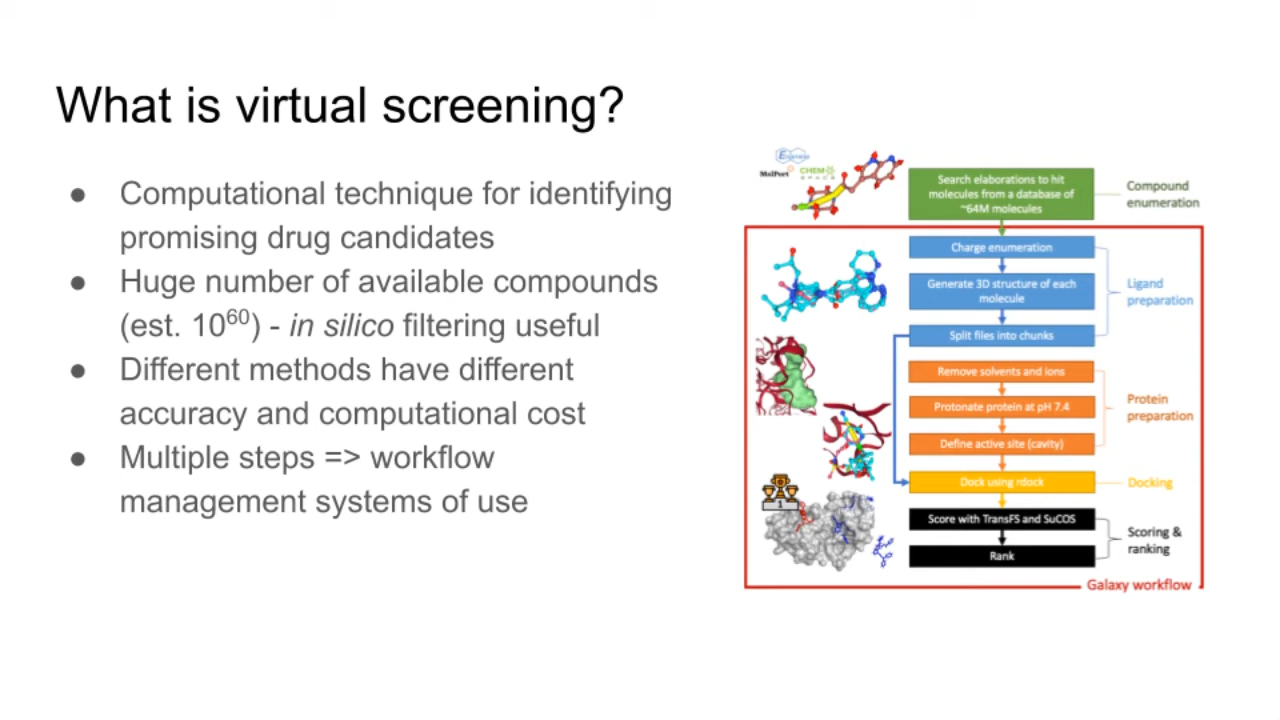 What is virtual screening?
● Computational technique for identifying
promising drug candidates
● Huge number of available compounds
(est. 10⁶⁰) - in silico filtering useful
● Different methods have different
accuracy and computational cost
● Multiple steps => workflow
management systems of use
Enamine
MolPort
CHEM
SPACE
Search elaborations to hit
molecules from a database of
~64M molecules
Compound
enumeration
Charge enumeration
Generate 3D structure of each
molecule
Split files into chunks
Ligand
preparation
Remove solvents and ions
Protonate protein at pH 7.4
Define active site (cavity)
Protein
preparation
Dock using rdock
Docking
1
Score with TransFS and SuCOS
Rank
Scoring &
ranking
Galaxy workflow